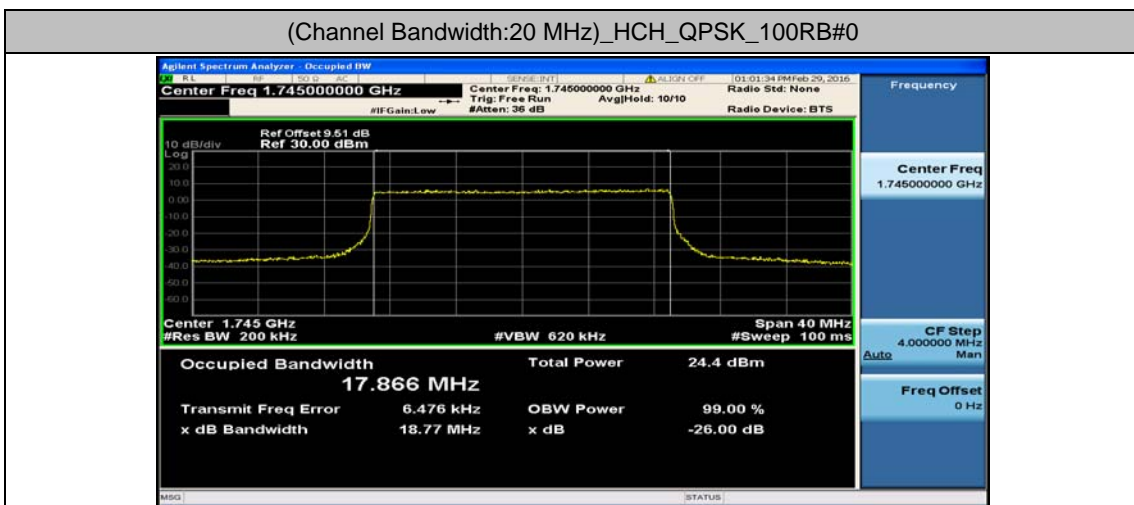 (Channel Bandwidth:20 MHz)_HCH_QPSK_100RB#0
Agilent Spectrum Analyzer - Occupied BW
RL RF 50 Ω AC SENSE:INT ALIGN OFF 01:01:34 PM Feb 29, 2016
Center Freq 1.745000000 GHz
Center Freq: 1.745000000 GHz
Radio Std: None
Trig: Free Run Avg|Hold: 10/10
#IFGain:Low #Atten: 36 dB Radio Device: BTS
Ref Offset 9.51 dB
10 dB/div Ref 30.00 dBm
Log
20.0
10.0
0.00
-10.0
-20.0
-30.0
-40.0
-50.0
-60.0
Center 1.745 GHz Span 40 MHz
#Res BW 200 kHz #VBW 620 kHz #Sweep 100 ms
Occupied Bandwidth Total Power 24.4 dBm
17.866 MHz
Transmit Freq Error 6.476 kHz OBW Power 99.00 %
x dB Bandwidth 18.77 MHz x dB -26.00 dB
MSG STATUS
Frequency
Center Freq
1.745000000 GHz
CF Step
4.000000 MHz
Auto Man
Freq Offset
0 Hz